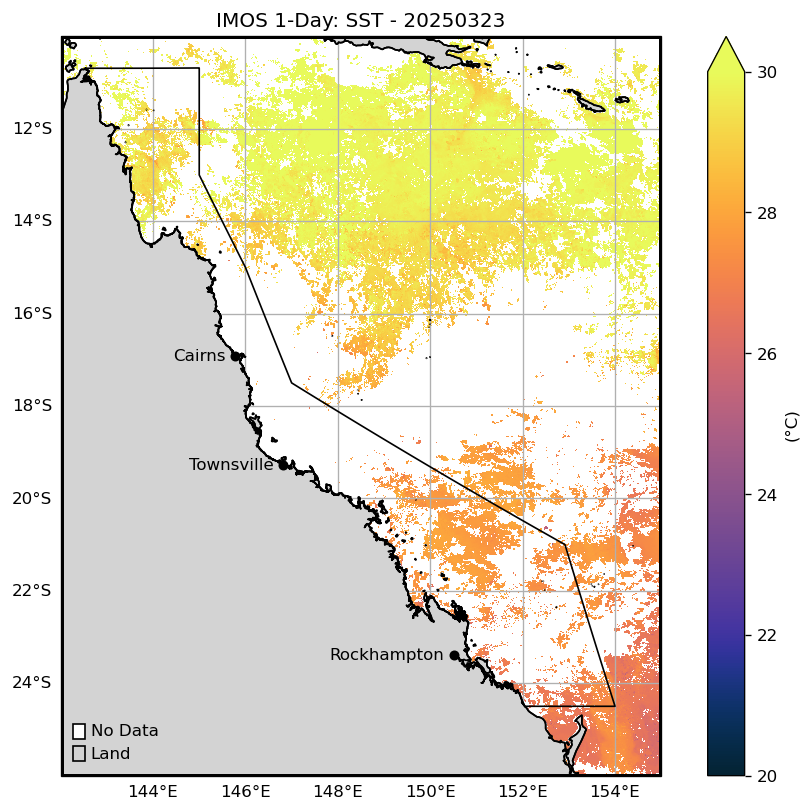 IMOS 1-Day: SST - 20250323
12°S
14°S
16°S
18°S
20°S
22°S
24°S
Cairns
Townsville
Rockhampton
No Data
Land
144°E 146°E 148°E 150°E 152°E 154°E
30
28
26
24
22
20
(°C)